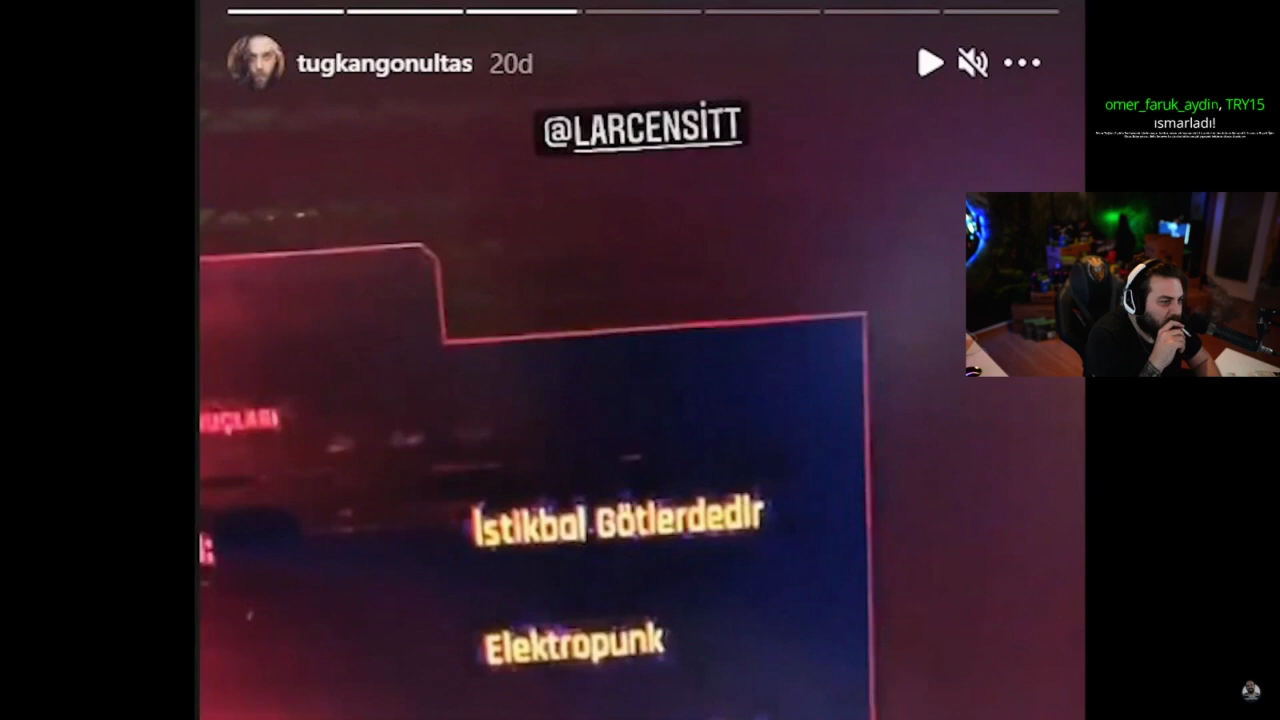 tugkangonultas 20d
@LARCENSİTT
omer_faruk_aydin, TRY15
ısmarladı!
UÇLARI
İstikbal Götlerdedir
Elektropunk